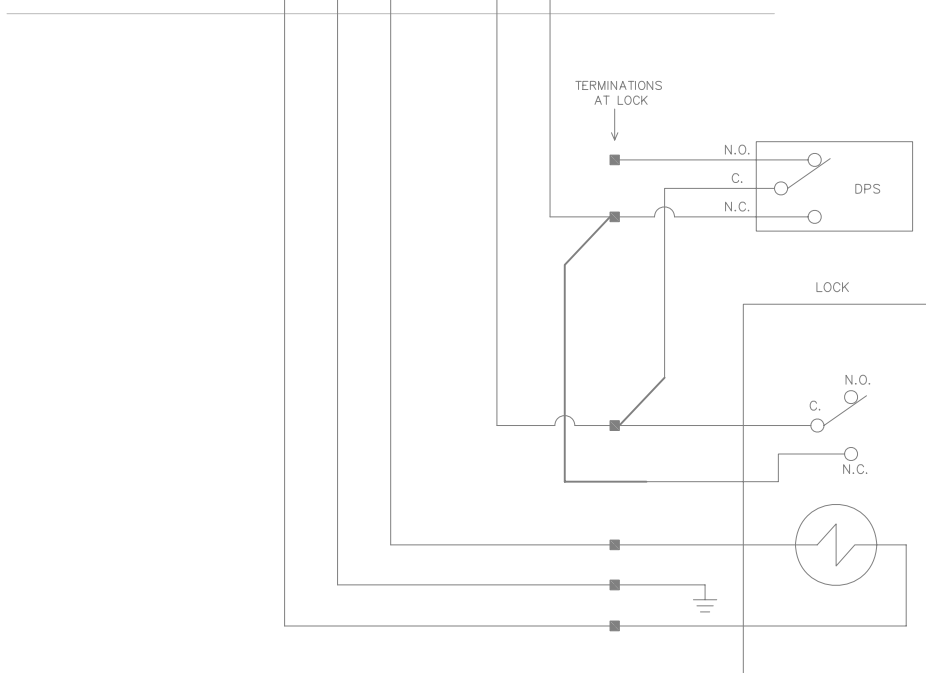 TERMINATIONS
AT LOCK
N.O.
C.
DPS
N.C.
LOCK
N.O.
C.
N.C.